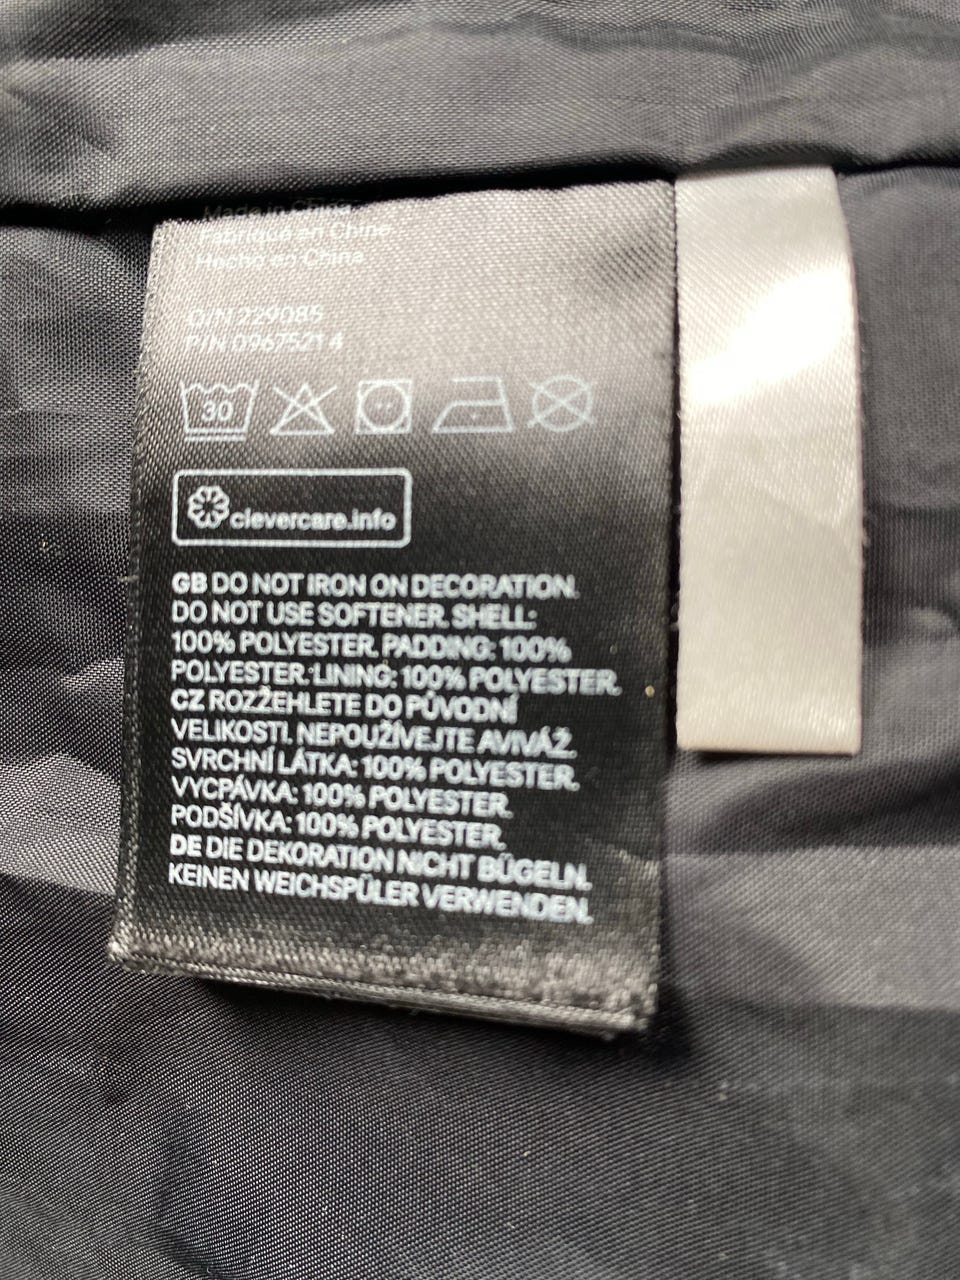 Made in China
Fabriqué en Chine
Hecho en China
O/N 229085
P/N 09675214
30
clevercare.info
GB DO NOT IRON ON DECORATION.
DO NOT USE SOFTENER. SHELL:
100% POLYESTER. PADDING: 100%
POLYESTER. LINING: 100% POLYESTER.
CZ ROZŽEHLETE DO PŮVODNÍ
VELIKOSTI. NEPOUŽÍVEJTE AVIVÁŽ.
SVRCHNÍ LÁTKA: 100% POLYESTER.
VYCPÁVKA: 100% POLYESTER.
PODŠÍVKA: 100% POLYESTER.
DE DIE DEKORATION NICHT BÜGELN.
KEINEN WEICHSPÜLER VERWENDEN.